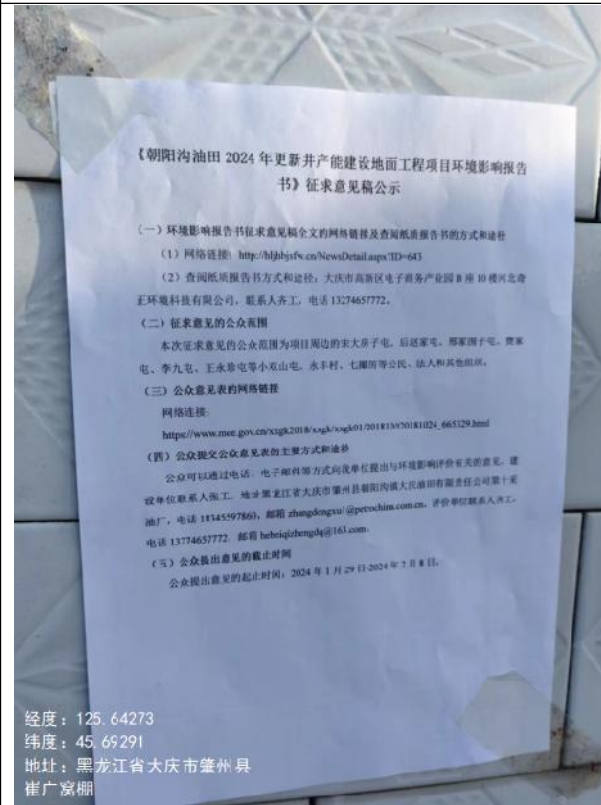 《朝阳沟油田 2024 年更新井产能建设地面工程项目环境影响报告
书》征求意见稿公示
(一)环境影响报告书征求意见稿全文的网络链接及查阅纸质报告书的方式和途径
(1)网络链接: http://hljhbjsfw.cn/NewsDetail.aspx?ID=643
(2)查阅纸质报告书方式和途径:大庆市高新区电子商务产业园 B 座 10 楼河北奇
正环境科技有限公司,联系人齐工,电话 13274657772.
(二)征求意见的公众范围
本次征求意见的公众范围为项目周边的宋大房子屯、后赵家屯、邢家围子屯、贾家
屯、李九屯、王永珍屯等小双山屯、永丰村、七撮房等公民、法人和其他组织。
(三)公众意见表的网络链接
网络连接:
https://www.mee.gov.cn/xxgk2018/xxgk/xxgk01/201810/t20181024_665329.html
(四)公众提交公众意见表的主要方式和途径
公众可以通过电话、电子邮件等方式向我单位提出与环境影响评价有关的意见。建
设单位联系人张工,地址黑龙江省大庆市肇州县朝阳沟镇大庆油田有限责任公司第十采
油厂,电话 邮箱 评价单位联系人齐工,
电话 13774657772. 邮箱 hebeiqizhengdq@163.com.
(五)公众提出意见的截止时间
公众提出意见的起止时间:2024 年 1 月 29 日-2024 年 7 月 8 日。
经度:125.64273
纬度:45.69291
地址:黑龙江省大庆市肇州县
崔广窝棚